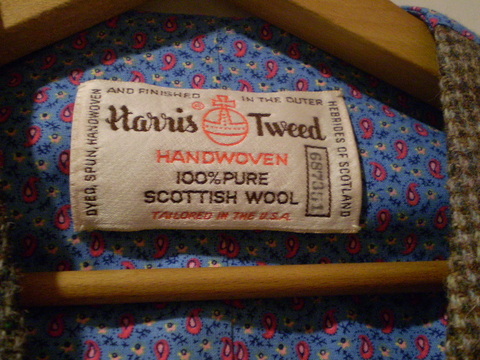 DYED, SPUN, HANDWOVEN
AND FINISHED IN THE OUTER
HEBRIDES OF SCOTLAND
Harris ® Tweed
HANDWOVEN
100% PURE
SCOTTISH WOOL
TAILORED IN THE U.S.A.